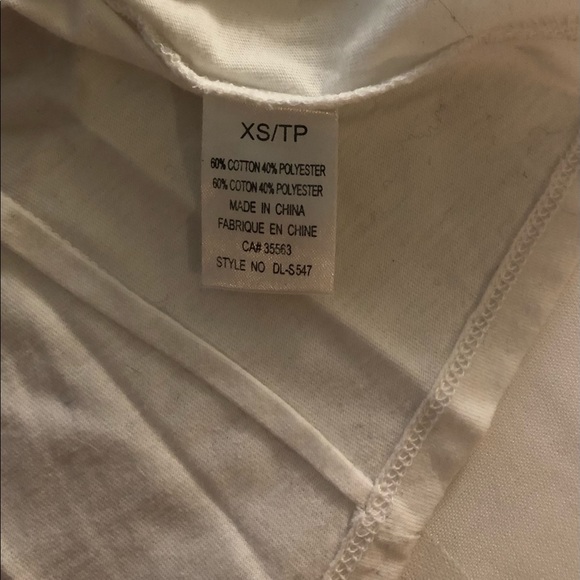 XS/TP
60% COTTON 40% POLYESTER
60% COTON 40% POLYESTER
MADE IN CHINA
FABRIQUE EN CHINE
CA# 35563
STYLE NO DL-S547